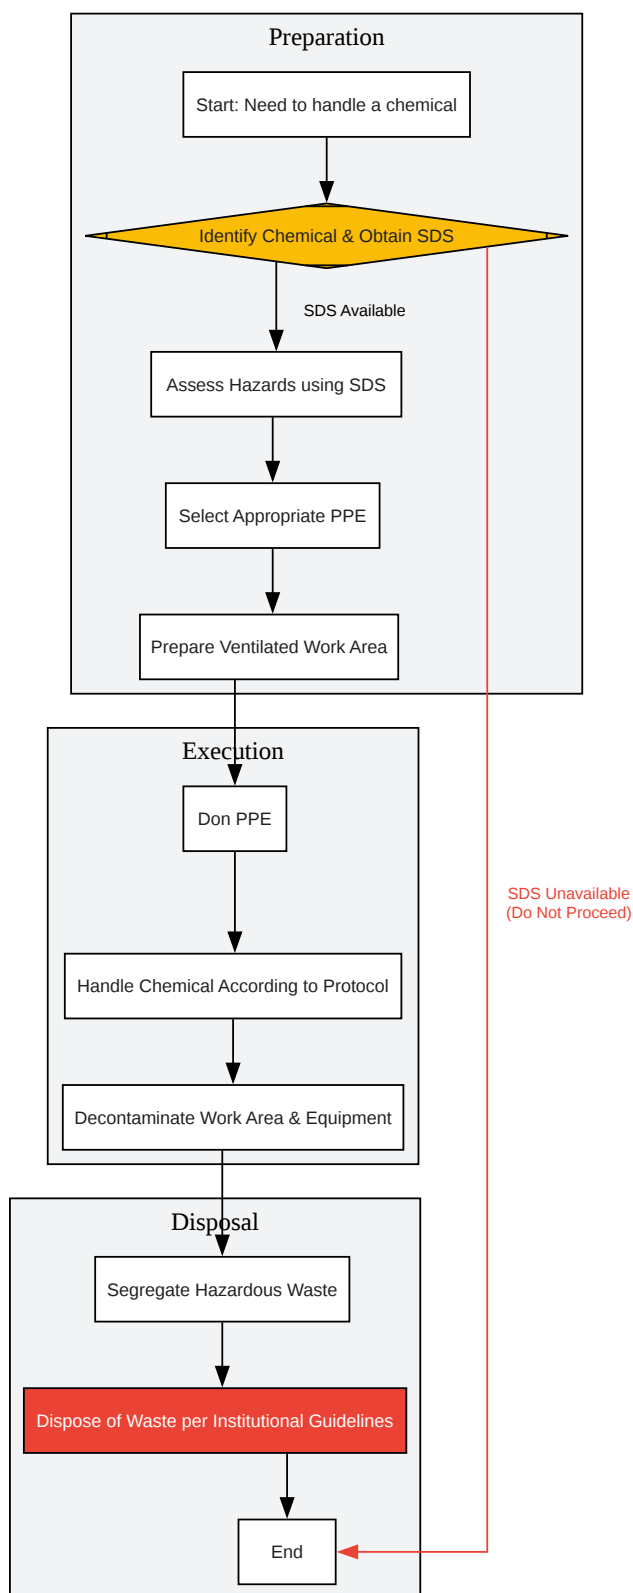 Preparation
Start: Need to handle a chemical
Identify Chemical & Obtain SDS
SDS Available
Assess Hazards using SDS
Select Appropriate PPE
Prepare Ventilated Work Area
Execution
Don PPE
SDS Unavailable
(Do Not Proceed)
Handle Chemical According to Protocol
Decontaminate Work Area & Equipment
Disposal
Segregate Hazardous Waste
Dispose of Waste per Institutional Guidelines
End